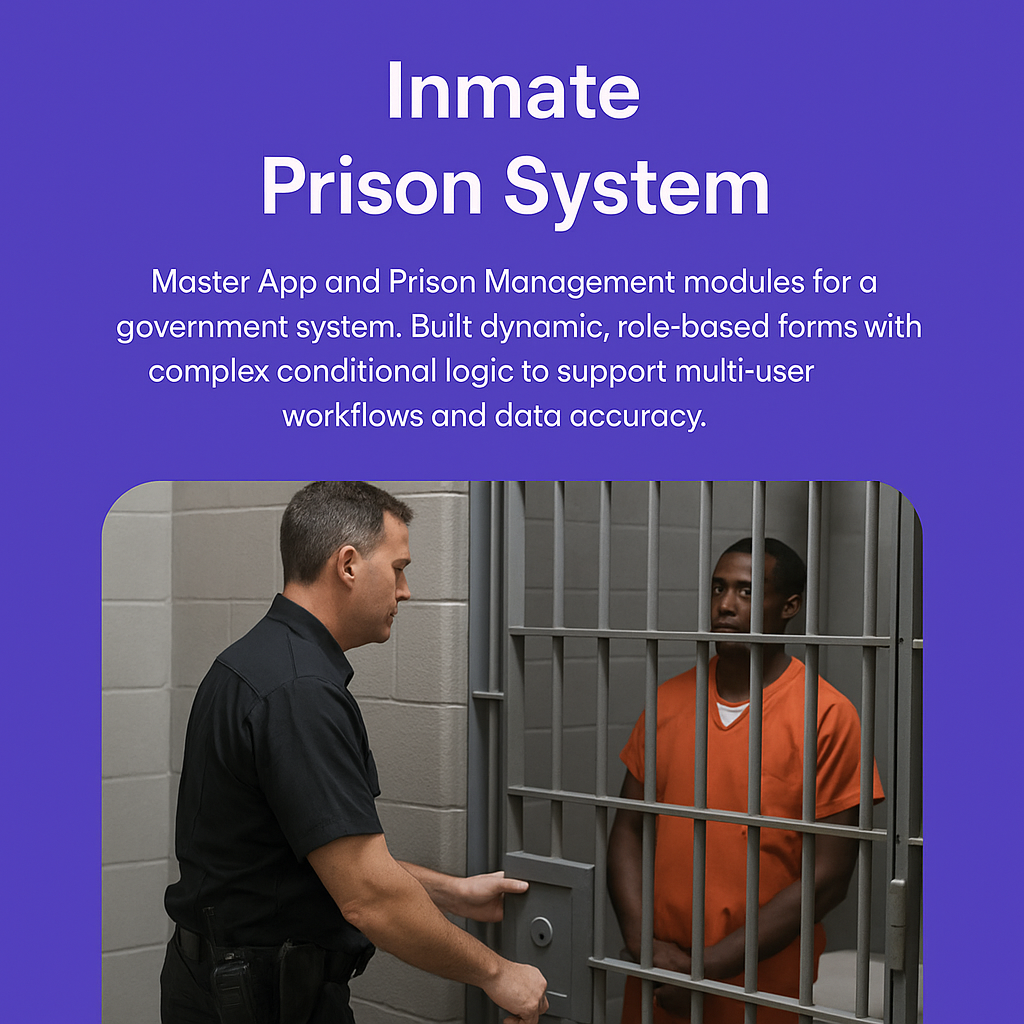 Inmate
Prison System
Master App and Prison Management modules for a
government system. Built dynamic, role-based forms with
complex conditional logic to support multi-user
workflows and data accuracy.